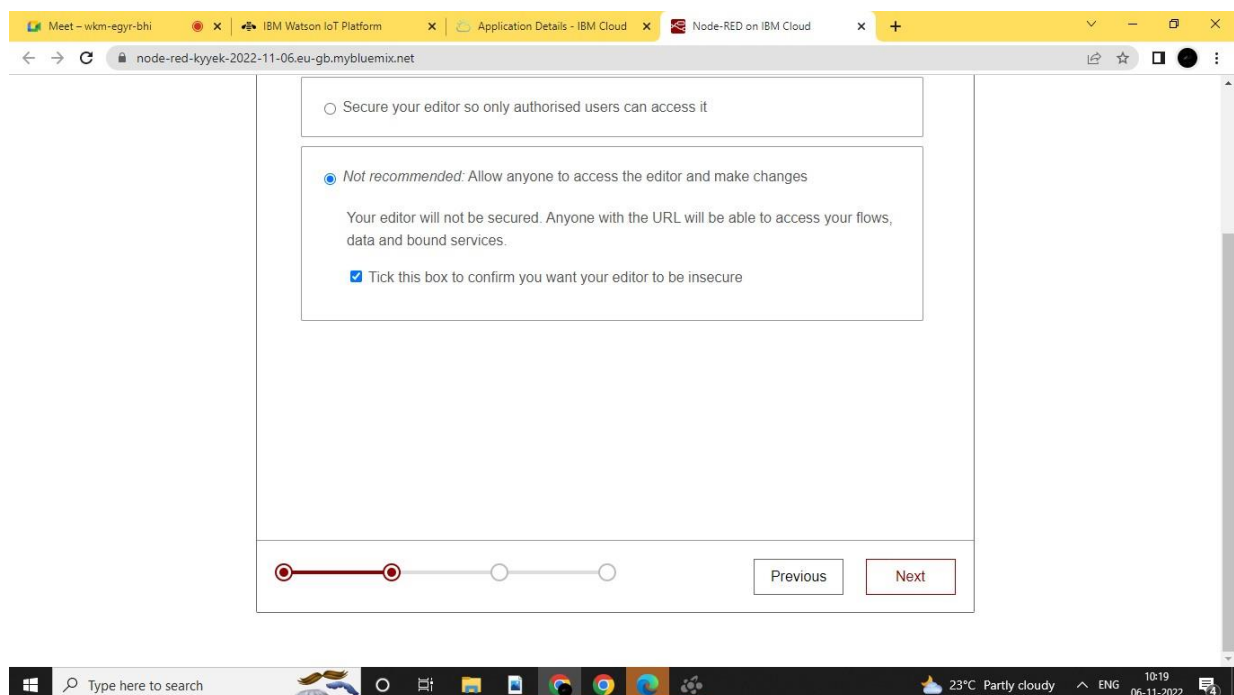 Meet – wkm-egyr-bhi
IBM Watson IoT Platform
Application Details - IBM Cloud
Node-RED on IBM Cloud
node-red-kyyek-2022-11-06.eu-gb.mybluemix.net
Secure your editor so only authorised users can access it
Not recommended: Allow anyone to access the editor and make changes
Your editor will not be secured. Anyone with the URL will be able to access your flows,
data and bound services.
Tick this box to confirm you want your editor to be insecure
Previous
Next
Type here to search
23°C Partly cloudy
ENG
10:19
06-11-2022
4